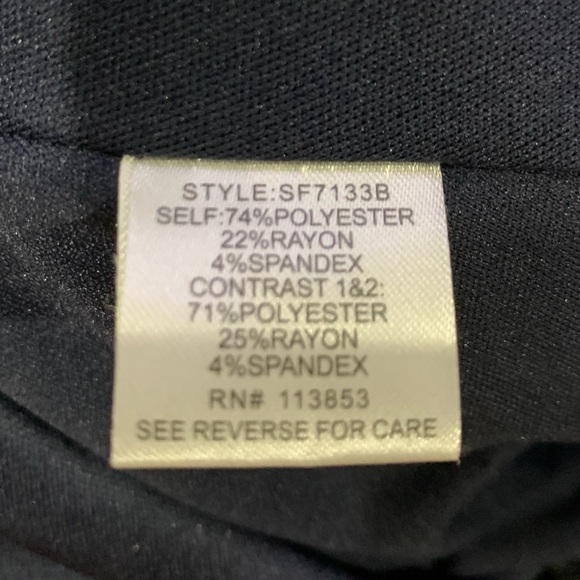 STYLE:SF7133B
SELF:74%POLYESTER
22%RAYON
4%SPANDEX
CONTRAST 1&2:
71%POLYESTER
25%RAYON
4%SPANDEX
RN# 113853
SEE REVERSE FOR CARE